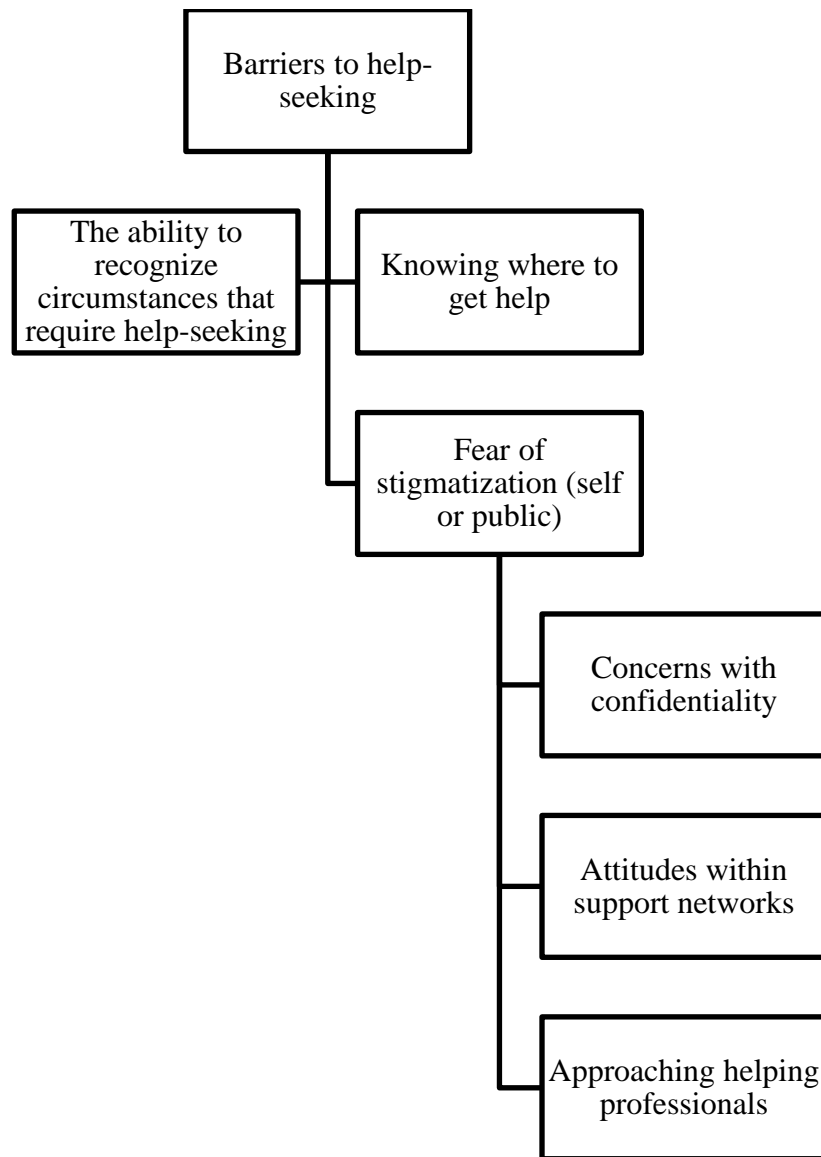 Barriers to help-
seeking
The ability to
recognize
circumstances that
require help-seeking
Knowing where to
get help
Fear of
stigmatization (self
or public)
Concerns with
confidentiality
Attitudes within
support networks
Approaching helping
professionals